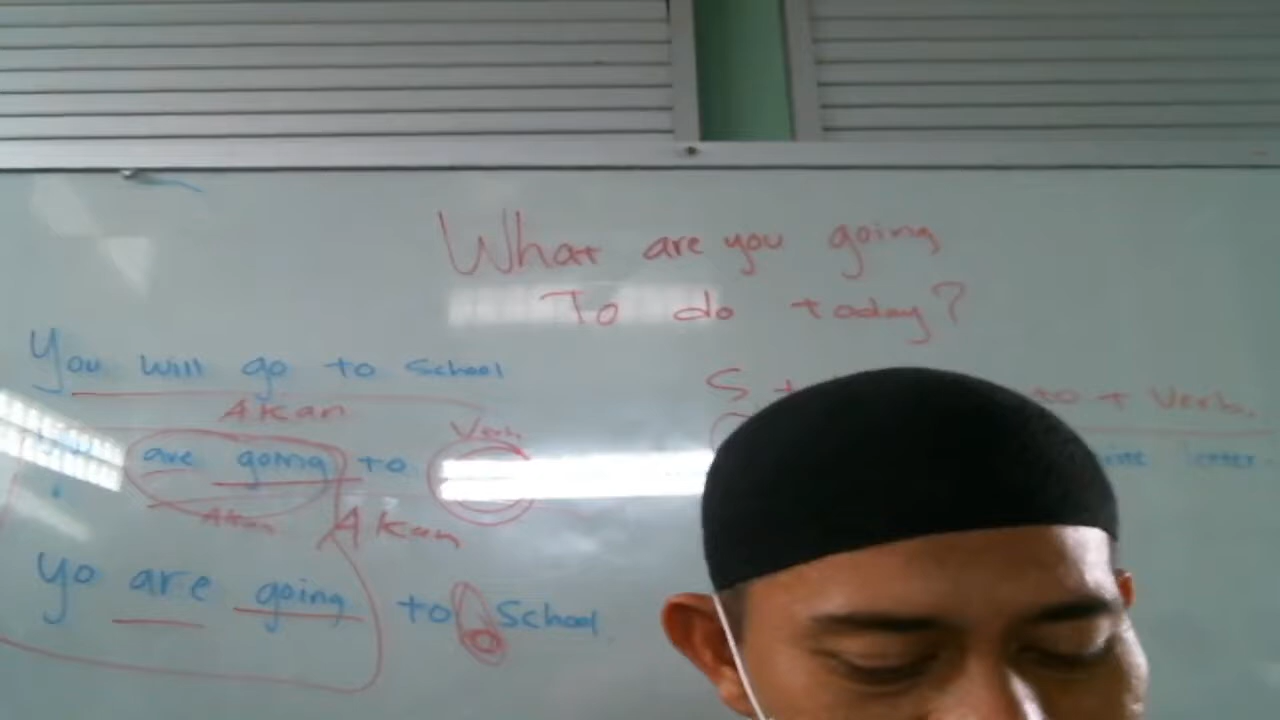 What are you going
To do today?
You will go to School
Akan
are going to
Verb
Akan
Akan
yo are going to School
S +
to + Verb.
letter